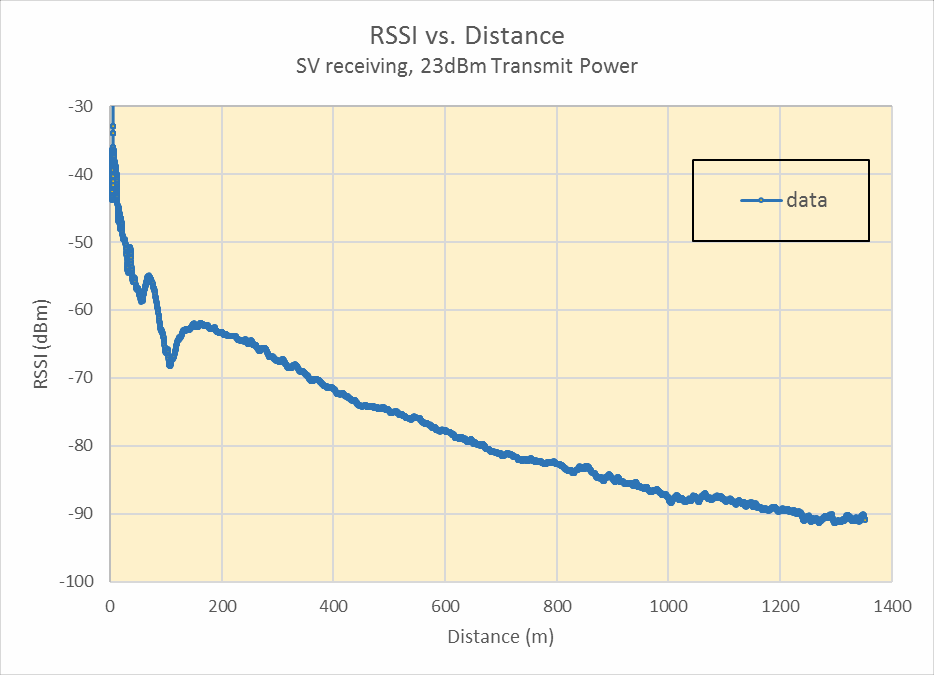 RSSI vs. Distance
SV receiving, 23dBm Transmit Power
-30
-40
-50
-60
-70
-80
-90
-100
RSSI (dBm)
data
0 200 400 600 800 1000 1200 1400
Distance (m)